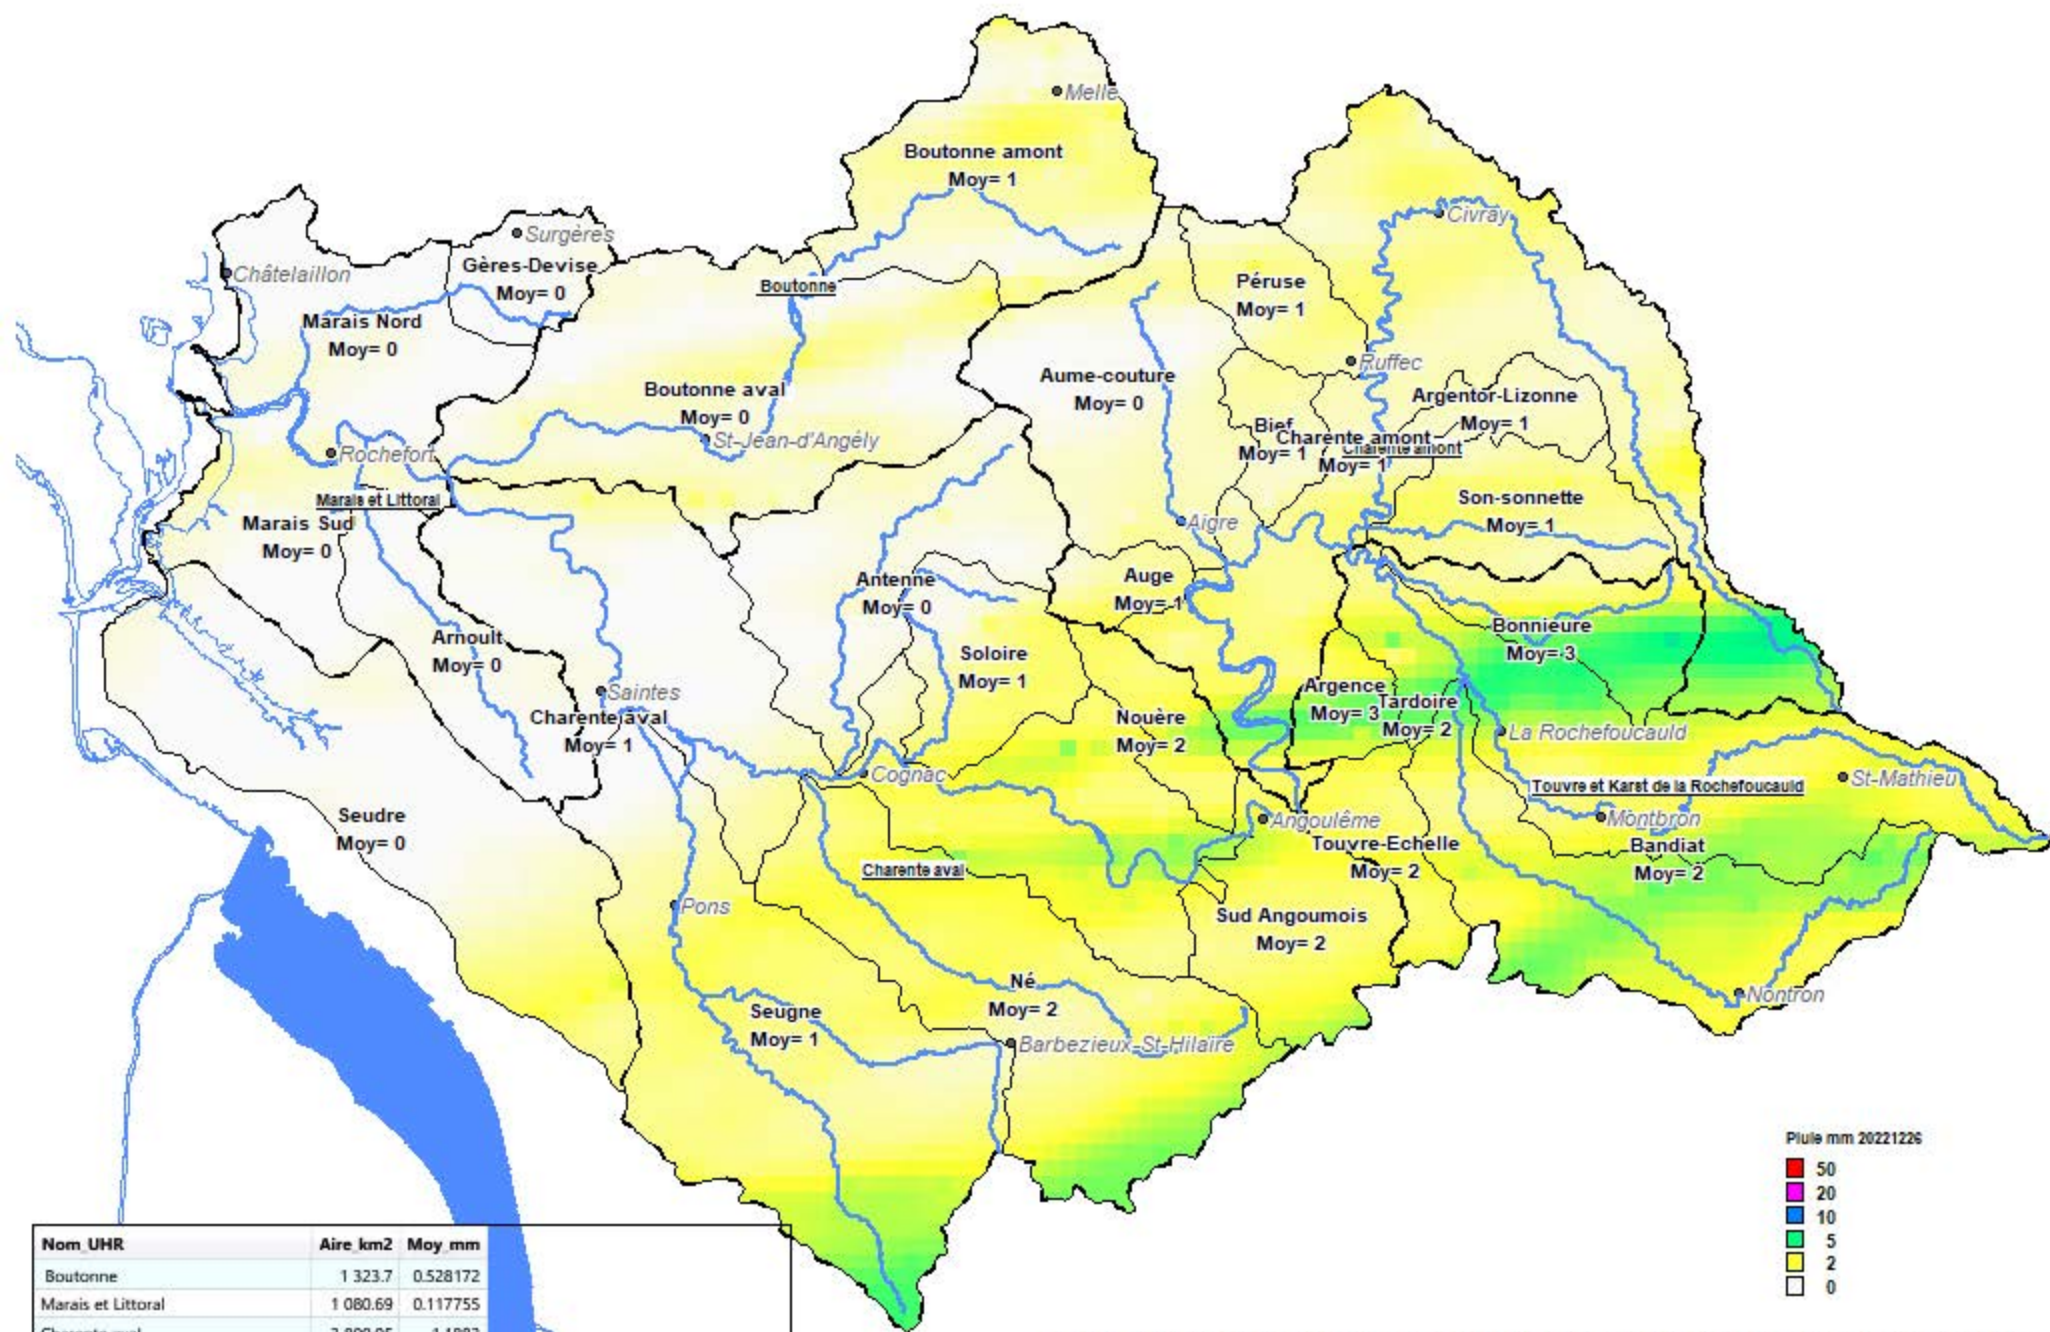 Melle
Boutonne amont
Moy= 1
Civray
Surgères
Châtelaillon
Gères-Devise
Moy= 0
Boutonne
Péruse
Moy= 1
Marais Nord
Moy= 0
Ruffec
Boutonne aval
Moy= 0
Aume-couture
Moy= 0
Argentor-Lizonne
Moy= 1
St-Jean-d'Angély
Bief
Moy= 1
Charente amont
Moy= 1
Charente amont
Rochefort
Marais et Littoral
Son-sonnette
Moy= 1
Marais Sud
Moy= 0
Aigre
Antenne
Moy= 0
Auge
Moy= 1
Arnoult
Moy= 0
Soloire
Moy= 1
Bonnieure
Moy= 3
Saintes
Charente aval
Moy= 1
Nouère
Moy= 2
Argence
Moy= 3
Tardoire
Moy= 2
La Rochefoucauld
Cognac
Touvre et Karst de la Rochefoucauld
St-Mathieu
Seudre
Moy= 0
Angoulême
Montbron
Touvre-Echelle
Moy= 2
Bandiat
Moy= 2
Charente aval
Pons
Sud Angoumois
Moy= 2
Né
Moy= 2
Nontron
Seugne
Moy= 1
Barbezieux-St-Hilaire
Pluie mm 20221226
50
20
10
5
2
0
Nom_UHR Aire_km2 Moy_mm
Boutonne 1 323.7 0.528172
Marais et Littoral 1 080.69 0.117755